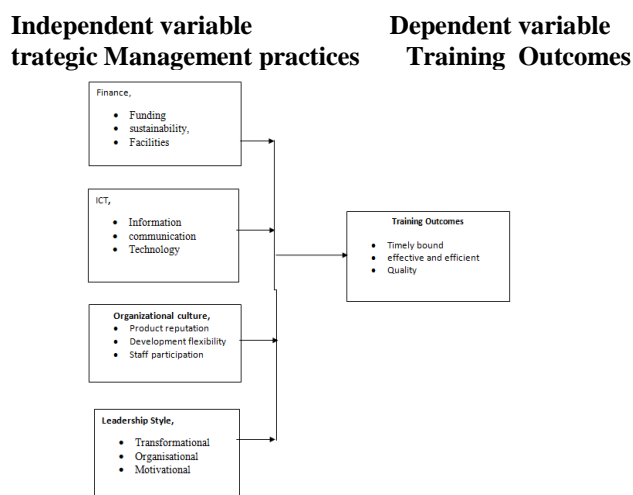 Independent variable Dependent variable
trategic Management practices Training Outcomes
Finance,
• Funding
• sustainability,
• Facilities
ICT,
• Information
• communication
• Technology
Training Outcomes
• Timely bound
• effective and efficient
• Quality
Organizational culture,
• Product reputation
• Development flexibility
• Staff participation
Leadership Style,
• Transformational
• Organisational
• Motivational